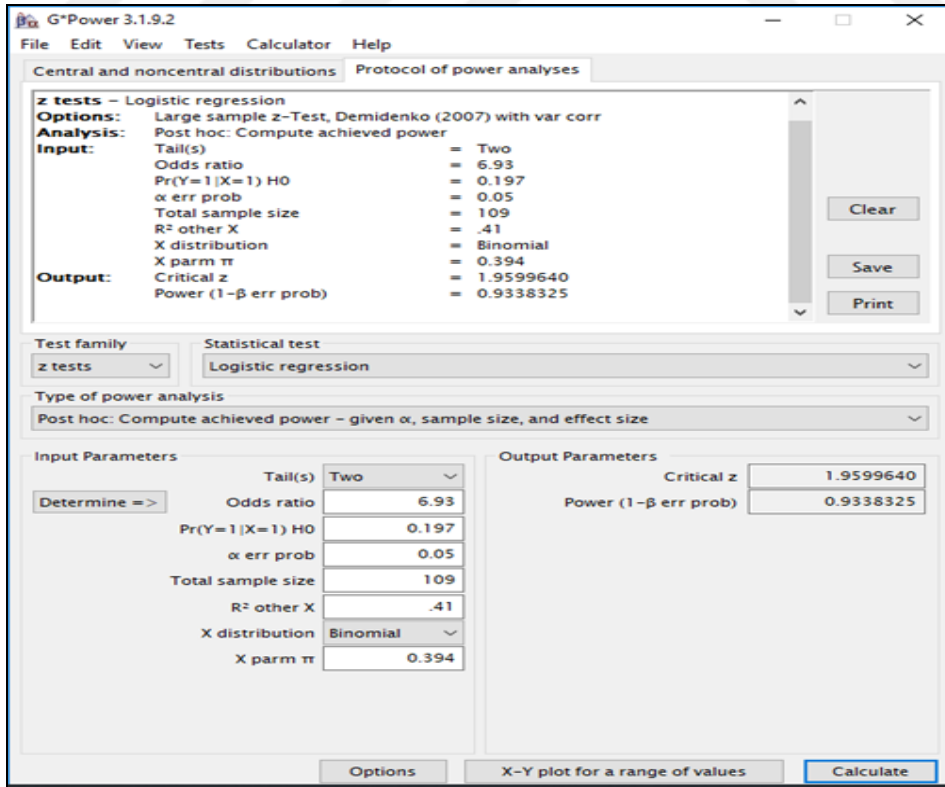 G*Power 3.1.9.2
File Edit View Tests Calculator Help
Central and noncentral distributions Protocol of power analyses
z tests – Logistic regression
Options: Large sample z-Test, Demidenko (2007) with var corr
Analysis: Post hoc: Compute achieved power
Input: Tail(s) = Two
Odds ratio = 6.93
Pr(Y=1|X=1) H0 = 0.197
α err prob = 0.05
Total sample size = 109
R² other X = .41
X distribution = Binomial
X parm π = 0.394
Output: Critical z = 1.9599640
Power (1-β err prob) = 0.9338325
Clear
Save
Print
Test family Statistical test
z tests Logistic regression
Type of power analysis
Post hoc: Compute achieved power – given α, sample size, and effect size
Input Parameters Output Parameters
Tail(s) Two Critical z 1.9599640
Determine => Odds ratio 6.93 Power (1-β err prob) 0.9338325
Pr(Y=1|X=1) H0 0.197
α err prob 0.05
Total sample size 109
R² other X .41
X distribution Binomial
X parm π 0.394
Options X-Y plot for a range of values Calculate